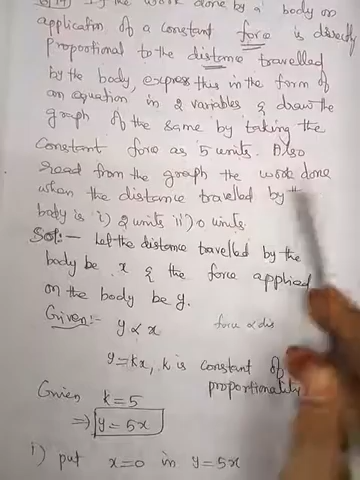 If the work done by a body on
application of a constant force is directly
proportional to the distance travelled
by the body, express this in the form of
an equation in 2 variables & draw the
graph of the same by taking the
constant force as 5 units. Also
read from the graph the work done
when the distance travelled by the
body is i) 2 units ii) 0 units.
Sol:- Let the distance travelled by the
body be x & the force applied
on the body be y.
Given:- y ∝ x force ∝ dis
y = kx, k is constant of
proportionality
Given k = 5
⇒ y = 5x
i) put x=0 in y = 5x